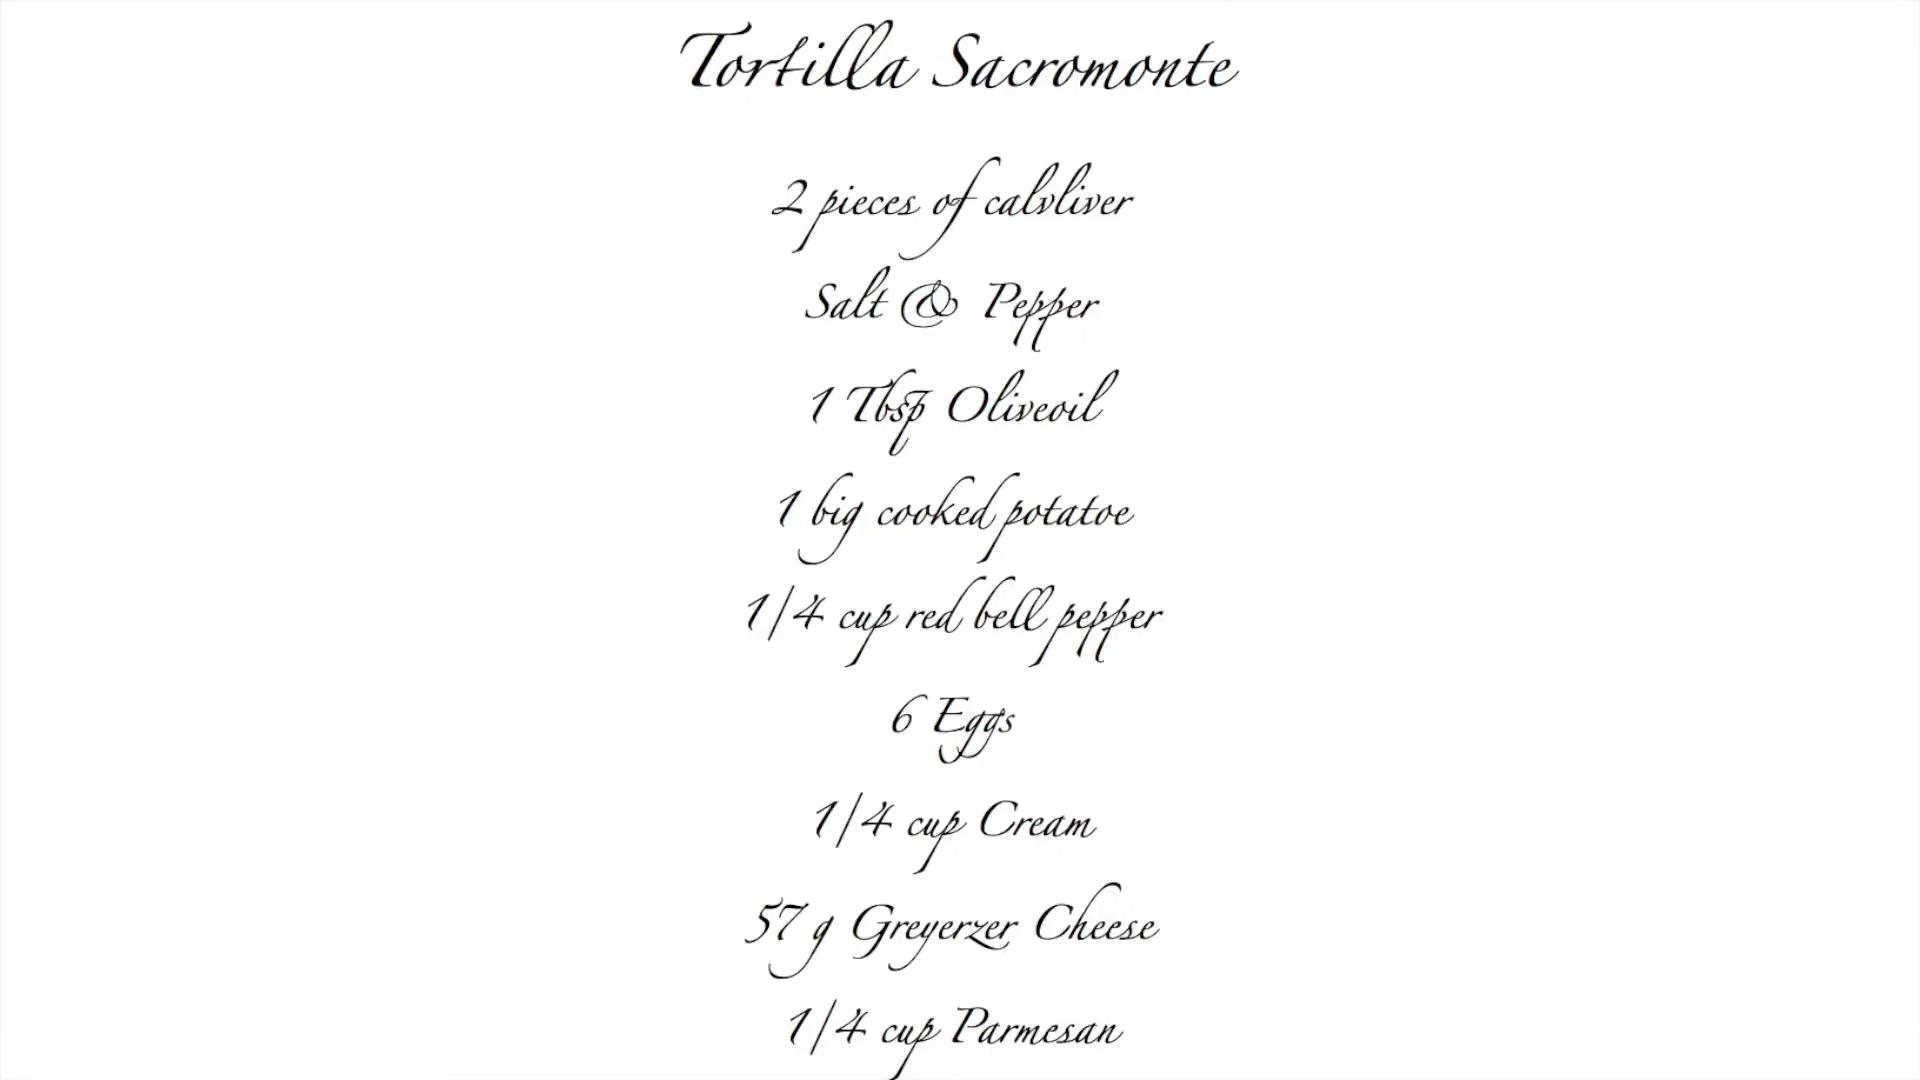 Tortilla Sacromonte
2 pieces of calvliver
Salt & Pepper
1 Tbsp Oliveoil
1 big cooked potatoe
1/4 cup red bell pepper
6 Eggs
1/4 cup Cream
57 g Greyerzer Cheese
1/4 cup Parmesan